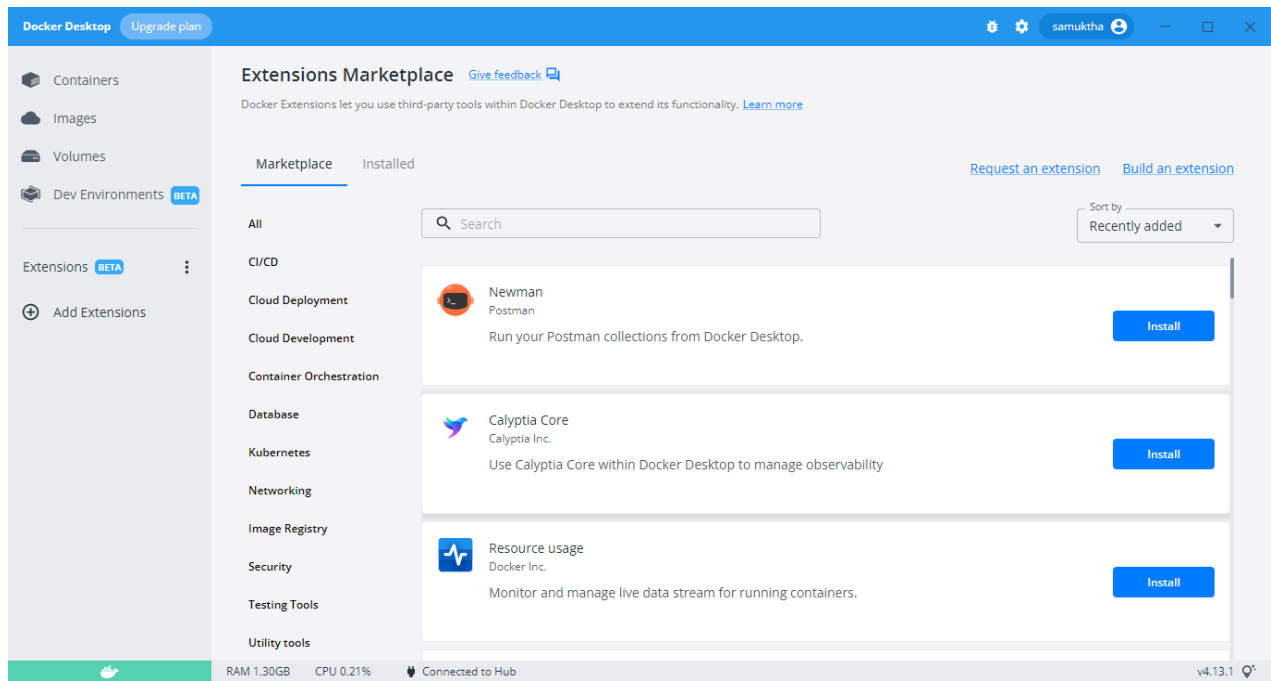 Docker Desktop Upgrade plan samuktha
Containers
Images
Volumes
Dev Environments BETA
Extensions BETA
Add Extensions
Extensions Marketplace Give feedback
Docker Extensions let you use third-party tools within Docker Desktop to extend its functionality. Learn more
Marketplace Installed
Request an extension Build an extension
All
CI/CD
Cloud Deployment
Cloud Development
Container Orchestration
Database
Kubernetes
Networking
Image Registry
Security
Testing Tools
Utility tools
Search
Sort by
Recently added
Newman
Postman
Run your Postman collections from Docker Desktop.
Install
Calyptia Core
Calyptia Inc.
Use Calyptia Core within Docker Desktop to manage observability
Install
Resource usage
Docker Inc.
Monitor and manage live data stream for running containers.
Install
RAM 1.30GB CPU 0.21% Connected to Hub v4.13.1